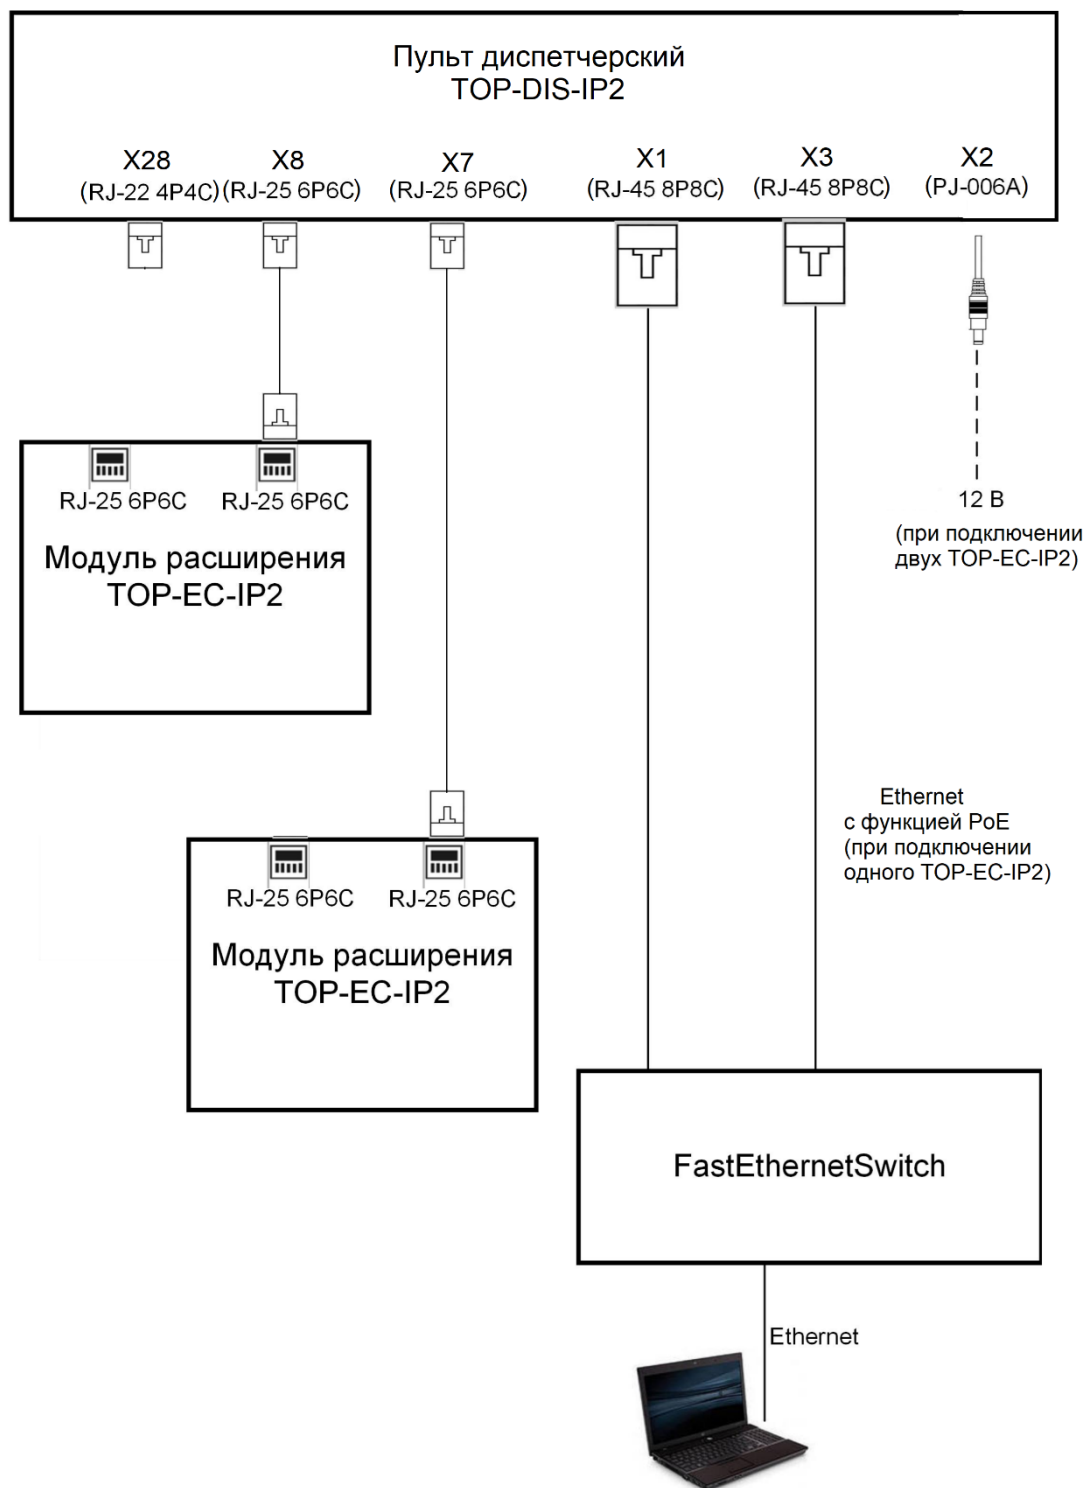 Пульт диспетчерский
TOP-DIS-IP2
X28
(RJ-22 4P4C)
X8
(RJ-25 6P6C)
X7
(RJ-25 6P6C)
X1
(RJ-45 8P8C)
X3
(RJ-45 8P8C)
X2
(PJ-006A)
RJ-25 6P6C
RJ-25 6P6C
Модуль расширения
TOP-EC-IP2
12 В
(при подключении
двух TOP-EC-IP2)
Ethernet
с функцией PoE
(при подключении
одного TOP-EC-IP2)
RJ-25 6P6C
RJ-25 6P6C
Модуль расширения
TOP-EC-IP2
FastEthernetSwitch
Ethernet